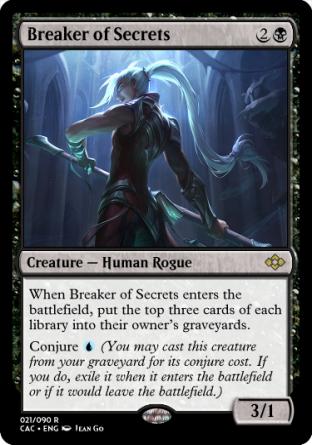 Breaker of Secrets 2
Creature — Human Rogue
When Breaker of Secrets enters the
battlefield, put the top three cards of each
library into their owner's graveyards.
Conjure (You may cast this creature
from your graveyard for its conjure cost. If
you do, exile it when it enters the battlefield
or if it would leave the battlefield.)
3/1
021/090 R
CAC • ENG Jean Go